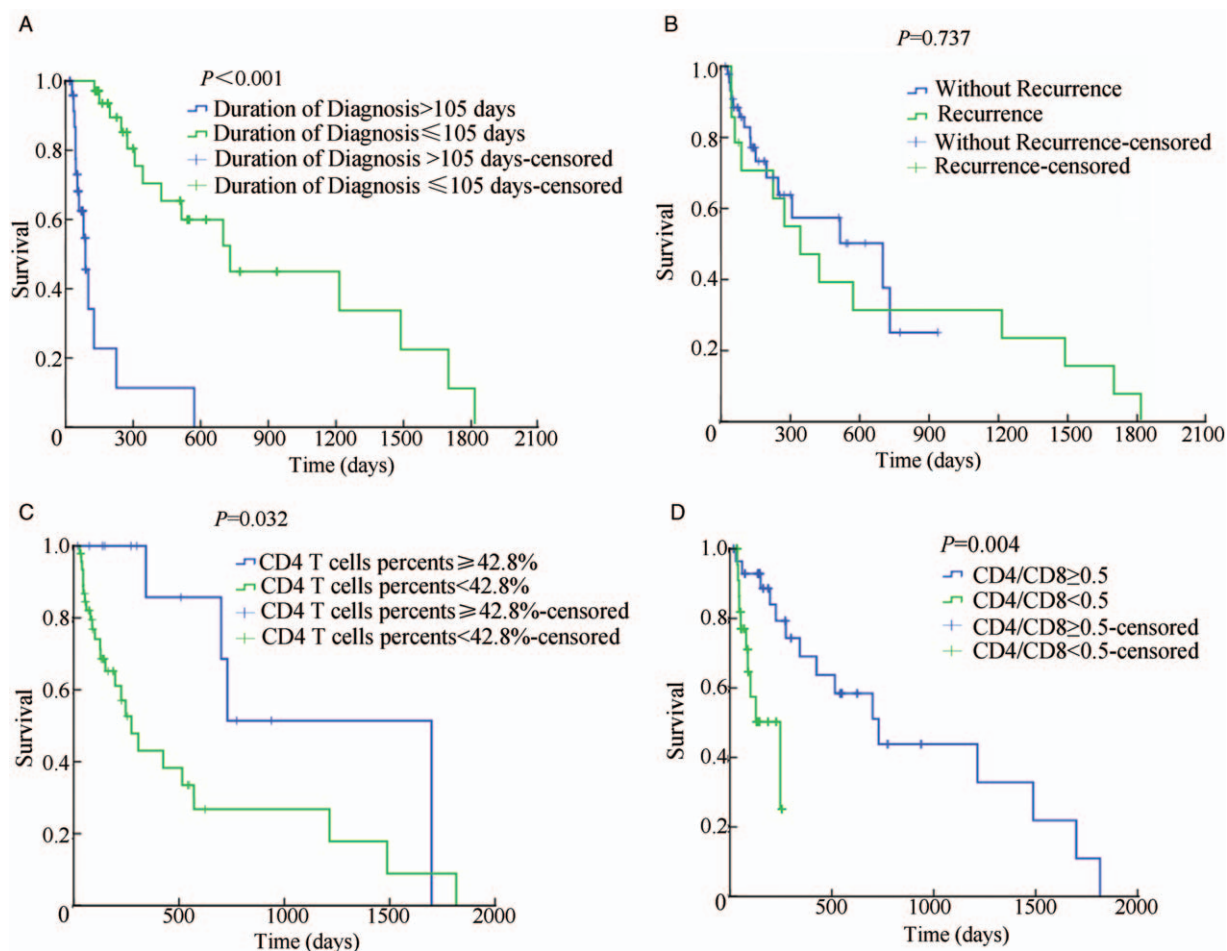 A
P<0.001
Duration of Diagnosis>105 days
Duration of Diagnosis≤105 days
Duration of Diagnosis >105 days-censored
Duration of Diagnosis ≤105 days-censored
Survival
1.0
0.8
0.6
0.4
0.2
0 300 600 900 1200 1500 1800 2100
Time (days)
B
P=0.737
Without Recurrence
Recurrence
Without Recurrence-censored
Recurrence-censored
Survival
1.0
0.8
0.6
0.4
0.2
0 300 600 900 1200 1500 1800 2100
Time (days)
C
P=0.032
CD4 T cells percents≥42.8%
CD4 T cells percents<42.8%
CD4 T cells percents≥42.8%-censored
CD4 T cells percents<42.8%-censored
Survival
1.0
0.8
0.6
0.4
0.2
0 500 1000 1500 2000
Time (days)
D
P=0.004
CD4/CD8≥0.5
CD4/CD8<0.5
CD4/CD8≥0.5-censored
CD4/CD8<0.5-censored
Survival
1.0
0.8
0.6
0.4
0.2
0 500 1000 1500 2000
Time (days)